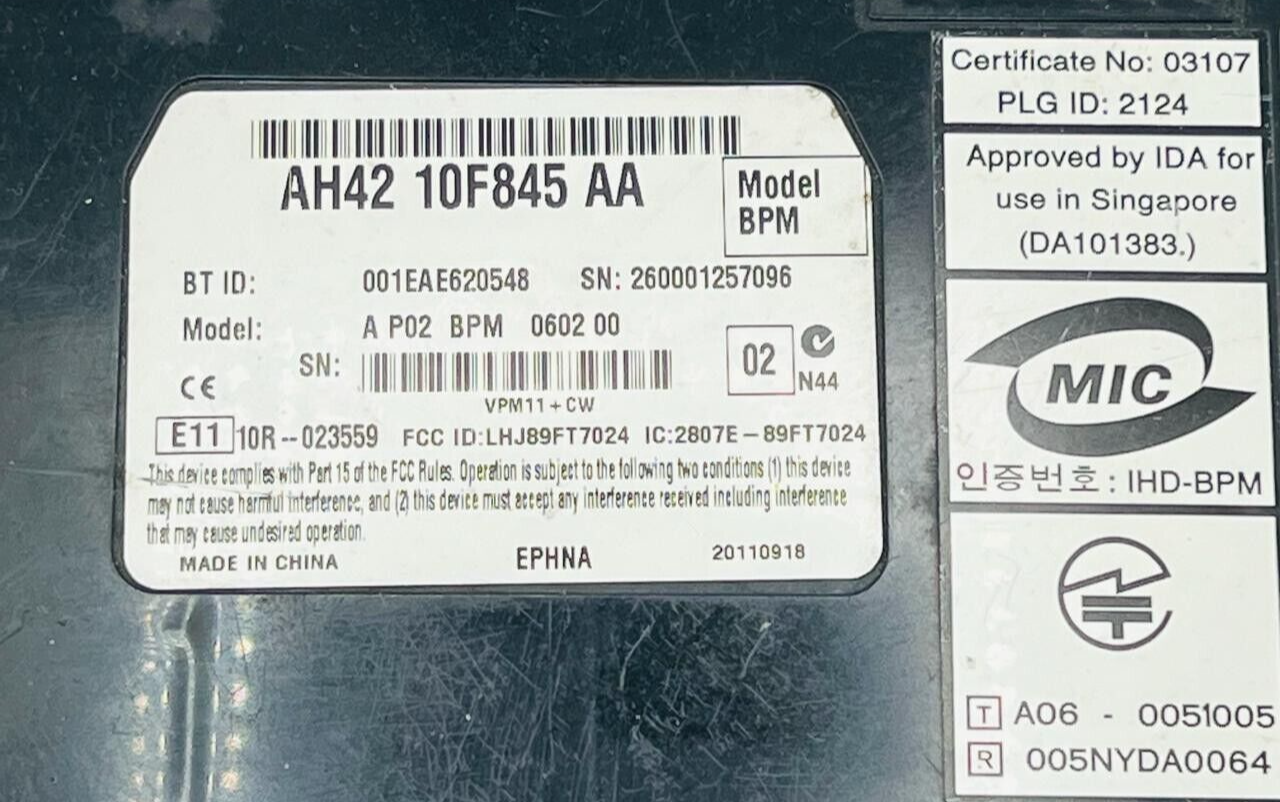 AH42 10F845 AA
Model
BPM
BT ID: 001EAE620548 SN: 260001257096
Model: A P02 BPM 0602 00
SN:
02
N44
CE
VPM11+CW
E11 10R--023559 FCC ID:LHJ89FT7024 IC:2807E-89FT7024
This device complies with Part 15 of the FCC Rules. Operation is subject to the following two conditions (1) this device
may not cause harmful interference, and (2) this device must accept any interference received including interference
that may cause undesired operation.
MADE IN CHINA EPHNA 20110918
Certificate No: 03107
PLG ID: 2124
Approved by IDA for
use in Singapore
(DA101383.)
MIC
인증번호: IHD-BPM
T A06 - 0051005
R 005NYDA0064